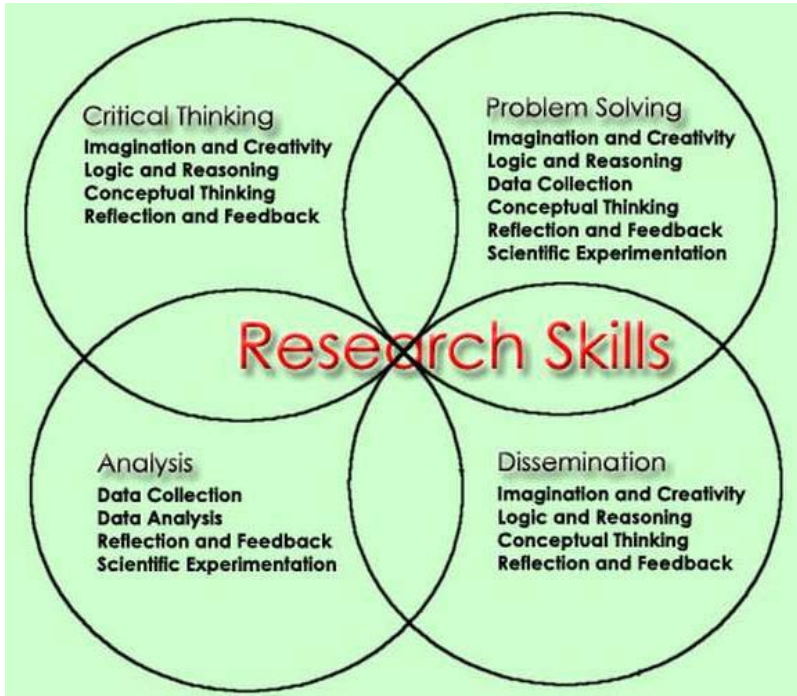 Critical Thinking
Imagination and Creativity
Logic and Reasoning
Conceptual Thinking
Reflection and Feedback
Problem Solving
Imagination and Creativity
Logic and Reasoning
Data Collection
Conceptual Thinking
Reflection and Feedback
Scientific Experimentation
Research Skills
Analysis
Data Collection
Data Analysis
Reflection and Feedback
Scientific Experimentation
Dissemination
Imagination and Creativity
Logic and Reasoning
Conceptual Thinking
Reflection and Feedback